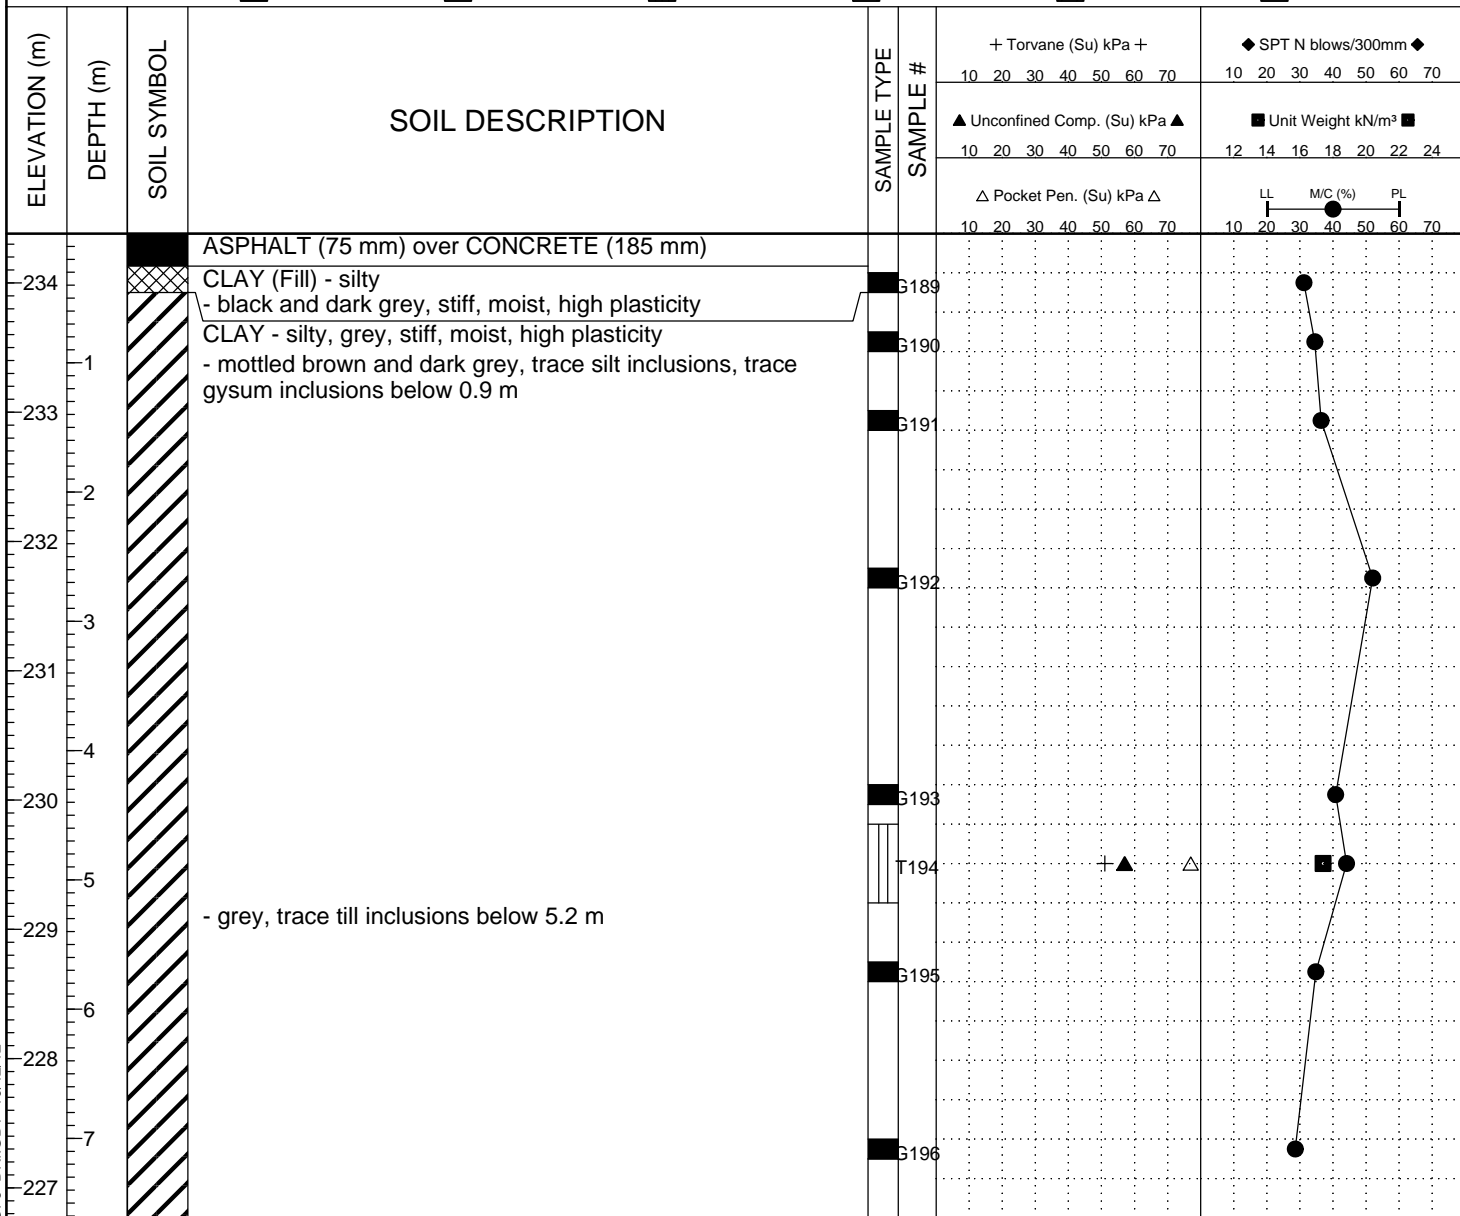 ELEVATION (m)
DEPTH (m)
SOIL SYMBOL
SOIL DESCRIPTION
SAMPLE TYPE
SAMPLE #
+ Torvane (Su) kPa +
10 20 30 40 50 60 70
▲ Unconfined Comp. (Su) kPa ▲
10 20 30 40 50 60 70
△ Pocket Pen. (Su) kPa △
10 20 30 40 50 60 70
◆ SPT N blows/300mm ◆
10 20 30 40 50 60 70
■ Unit Weight kN/m³ ■
12 14 16 18 20 22 24
LL M/C (%) PL
10 20 30 40 50 60 70
ASPHALT (75 mm) over CONCRETE (185 mm)
234
CLAY (Fill) - silty
G189
- black and dark grey, stiff, moist, high plasticity
CLAY - silty, grey, stiff, moist, high plasticity
G190
1
- mottled brown and dark grey, trace silt inclusions, trace
gysum inclusions below 0.9 m
233
G191
2
232
G192
3
231
4
230
G193
T194
5
- grey, trace till inclusions below 5.2 m
229
G195
6
228
7
G196
227